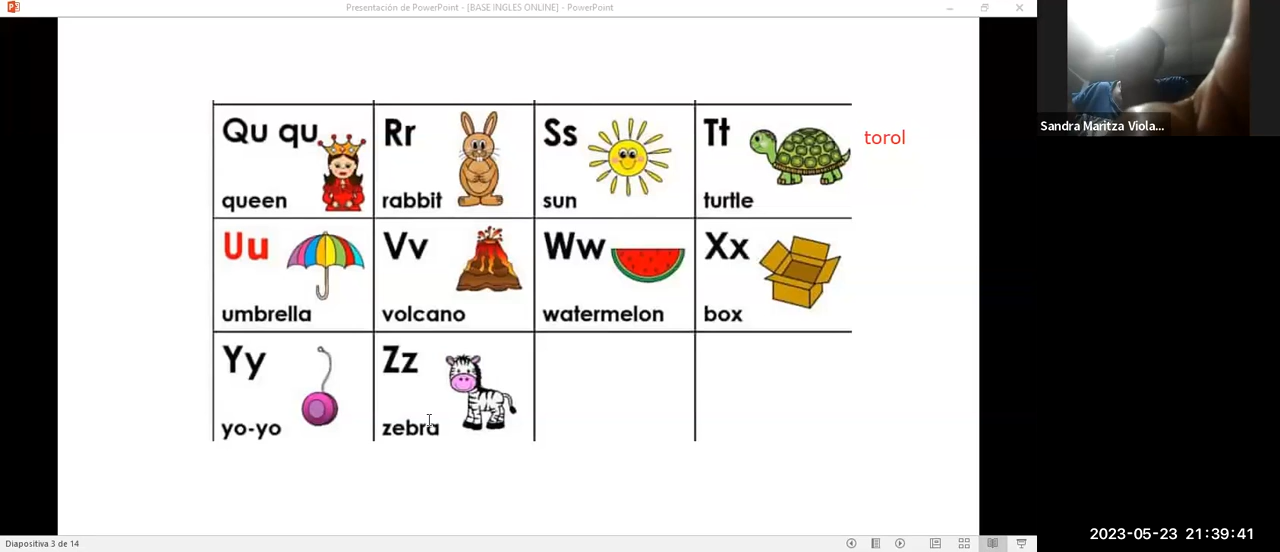 Presentación de PowerPoint - [BASE INGLES ONLINE] - PowerPoint
Sandra Maritza Viola...
Qu qu
queen
Rr
rabbit
Ss
sun
Tt
turtle
torol
Uu
umbrella
Vv
volcano
Ww
watermelon
Xx
box
Yy
yo-yo
Zz
zebra
Diapositiva 3 de 14
2023-05-23 21:39:41